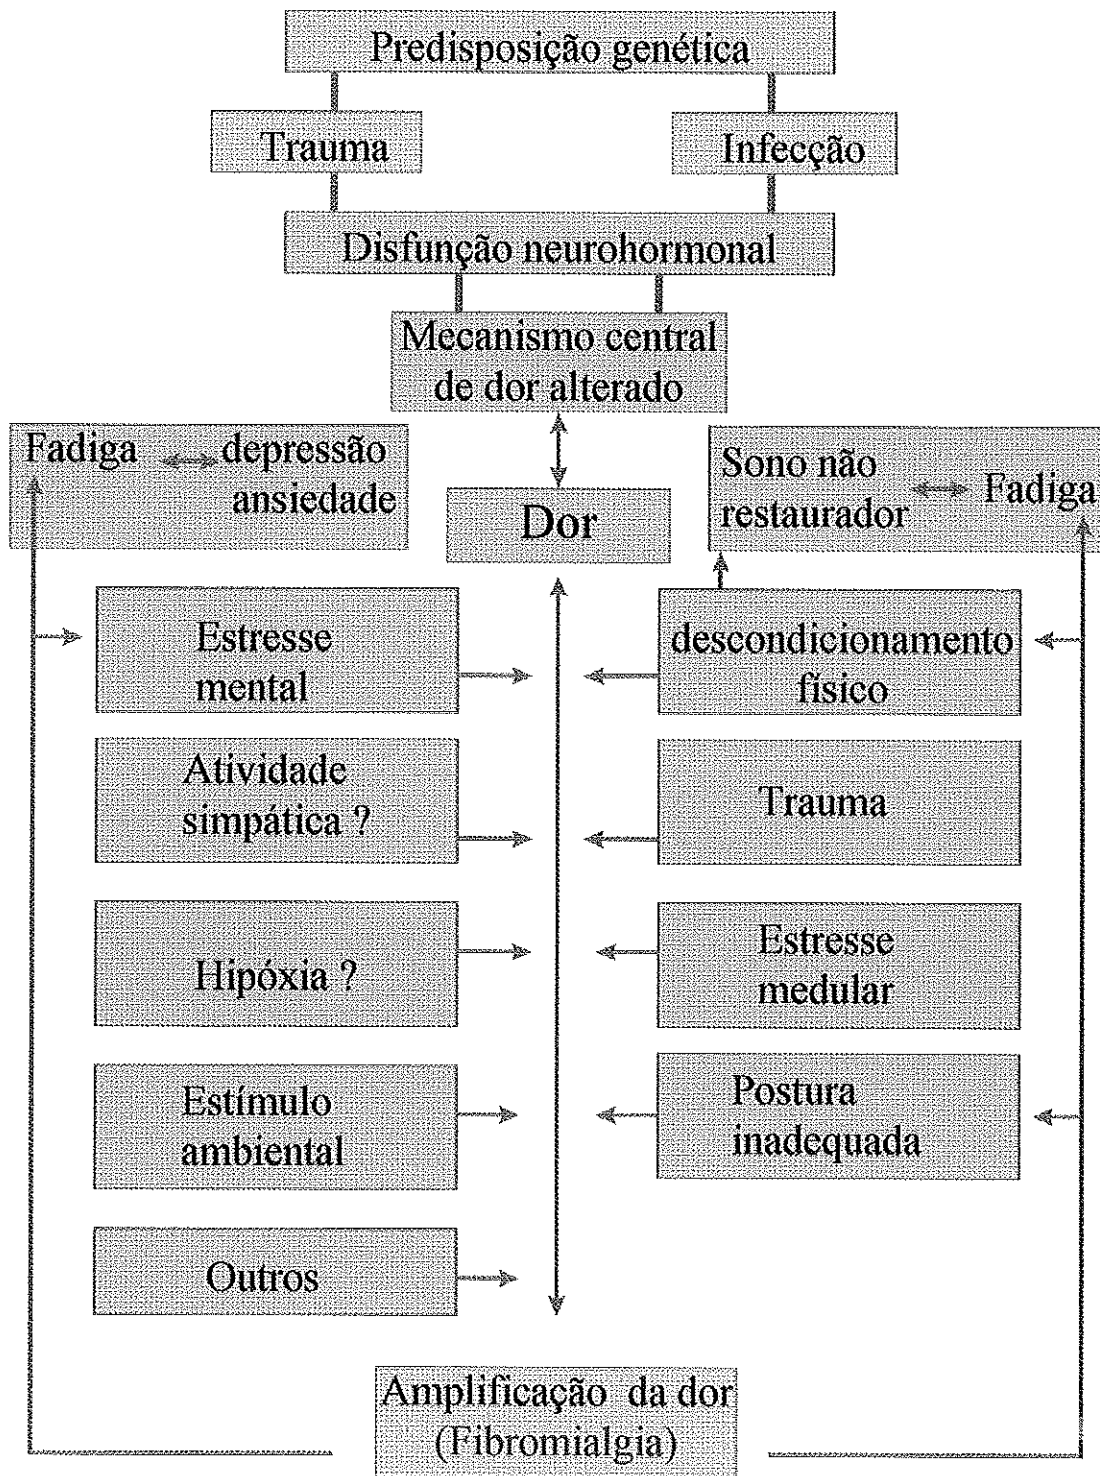 Predisposição genética
Trauma
Infecção
Disfunção neurohormonal
Mecanismo central
de dor alterado
Fadiga depressão
ansiedade
Dor
Sono não
restaurador
Fadiga
Estresse
mental
descondicionamento
físico
Atividade
simpática ?
Trauma
Hipóxia ?
Estresse
medular
Estímulo
ambiental
Postura
inadequada
Outros
Amplificação da dor
(Fibromialgia)